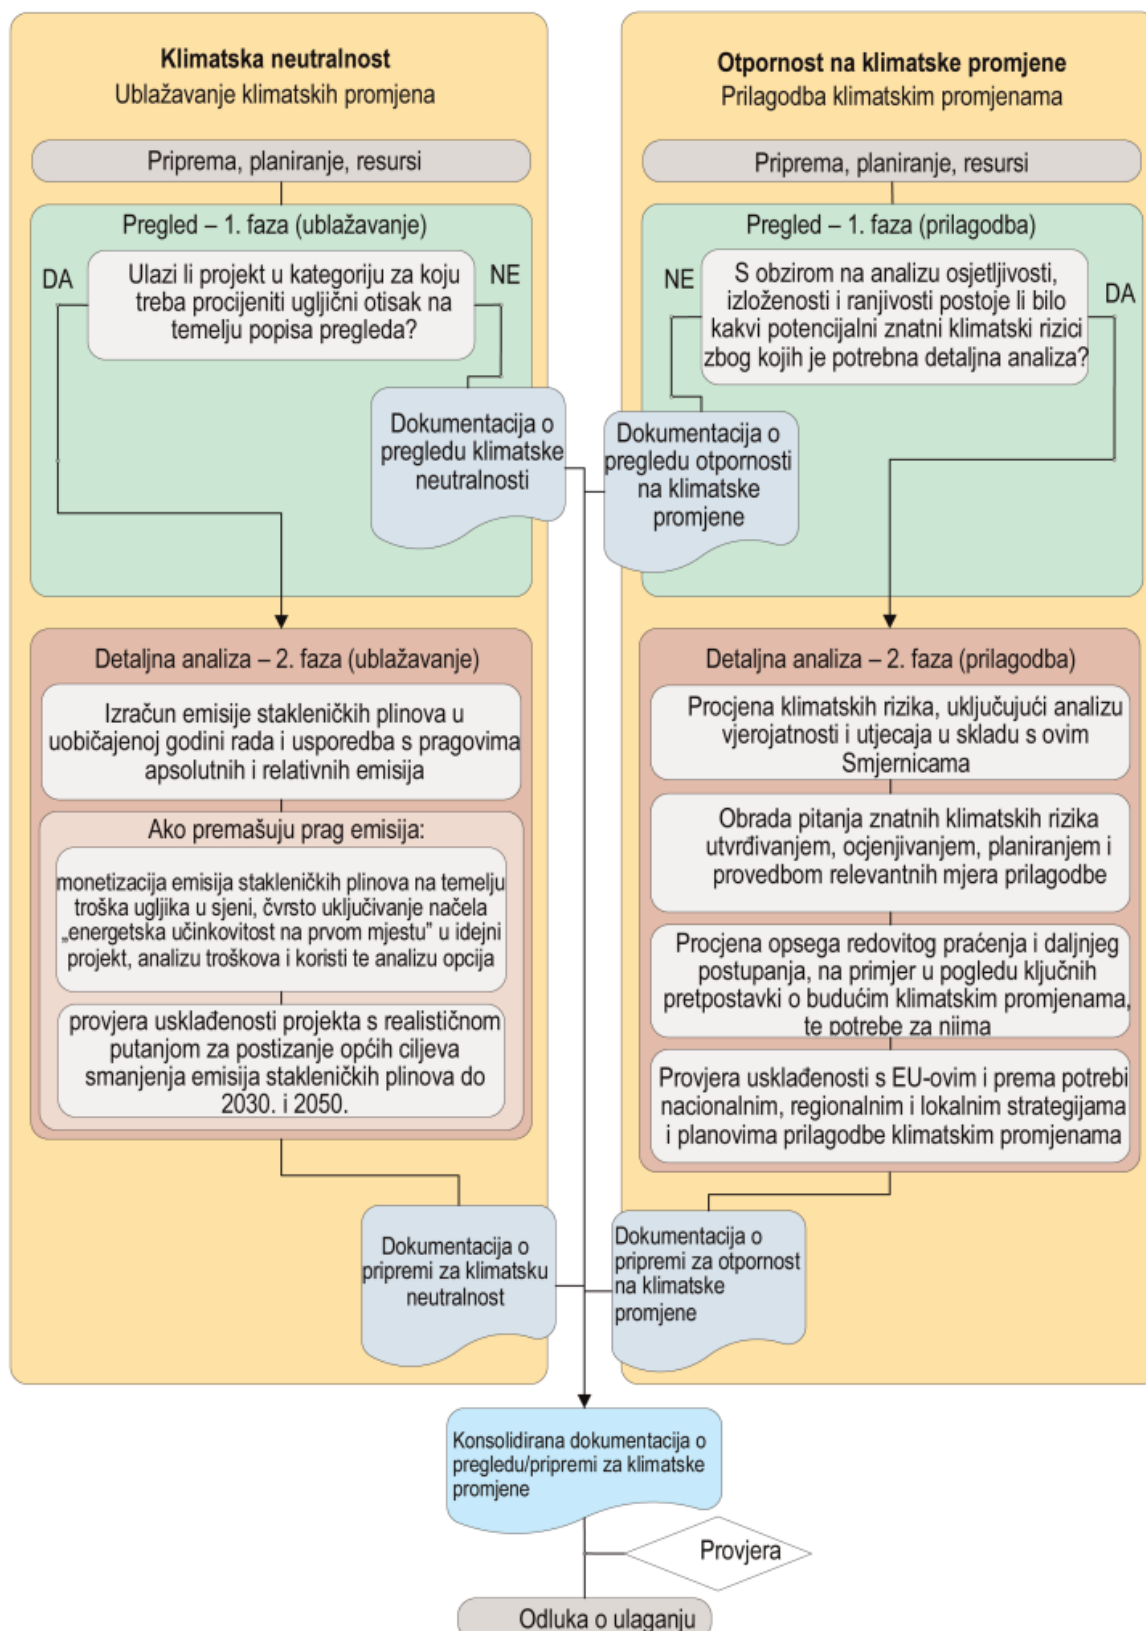 Klimatska neutralnost
Ublažavanje klimatskih promjena
Priprema, planiranje, resursi
Pregled – 1. faza (ublažavanje)
DA
Ulazi li projekt u kategoriju za koju
treba procijeniti ugljični otisak na
temelju popisa pregleda?
NE
Dokumentacija o
pregledu klimatske
neutralnosti
Detaljna analiza – 2. faza (ublažavanje)
Izračun emisije stakleničkih plinova u
uobičajenoj godini rada i usporedba s pragovima
apsolutnih i relativnih emisija
Ako premašuju prag emisija:
monetizacija emisija stakleničkih plinova na temelju
troška ugljika u sjeni, čvrsto uključivanje načela
„energetska učinkovitost na prvom mjestu” u idejni
projekt, analizu troškova i koristi te analizu opcija
provjera usklađenosti projekta s realističnom
putanjom za postizanje općih ciljeva
smanjenja emisija stakleničkih plinova do
2030. i 2050.
Dokumentacija o
pripremi za klimatsku
neutralnost
Otpornost na klimatske promjene
Prilagodba klimatskim promjenama
Priprema, planiranje, resursi
Pregled – 1. faza (prilagodba)
NE
S obzirom na analizu osjetljivosti,
izloženosti i ranjivosti postoje li bilo
kakvi potencijalni znatni klimatski rizici
zbog kojih je potrebna detaljna analiza?
DA
Dokumentacija o
pregledu otpornosti
na klimatske
promjene
Detaljna analiza – 2. faza (prilagodba)
Procjena klimatskih rizika, uključujući analizu
vjerojatnosti i utjecaja u skladu s ovim
Smjernicama
Obrada pitanja znatnih klimatskih rizika
utvrđivanjem, ocjenjivanjem, planiranjem i
provedbom relevantnih mjera prilagodbe
Procjena opsega redovitog praćenja i daljnjeg
postupanja, na primjer u pogledu ključnih
pretpostavki o budućim klimatskim promjenama,
te potrebe za njima
Provjera usklađenosti s EU-ovim i prema potrebi
nacionalnim, regionalnim i lokalnim strategijama
i planovima prilagodbe klimatskim promjenama
Dokumentacija o
pripremi za otpornost
na klimatske
promjene
Konsolidirana dokumentacija o
pregledu/pripremi za klimatske
promjene
Provjera
Odluka o ulaganju